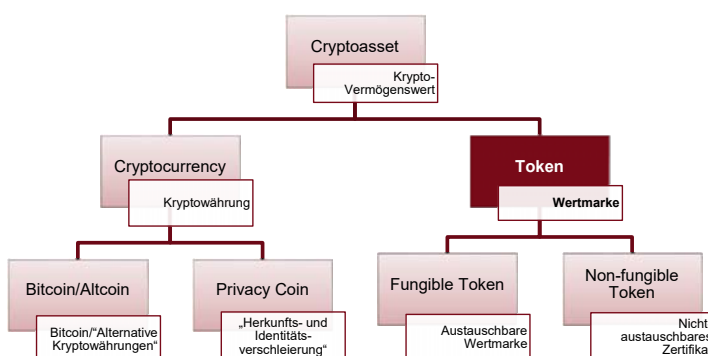 Cryptoasset
Krypto-
Vermögenswert
Cryptocurrency
Kryptowährung
Token
Wertmarke
Bitcoin/Altcoin
Bitcoin/“Alternative
Kryptowährungen“
Privacy Coin
„Herkunfts- und
Identitäts-
verschleierung“
Fungible Token
Austauschbare
Wertmarke
Non-fungible
Token
Nicht
austauschbares
Zertifika